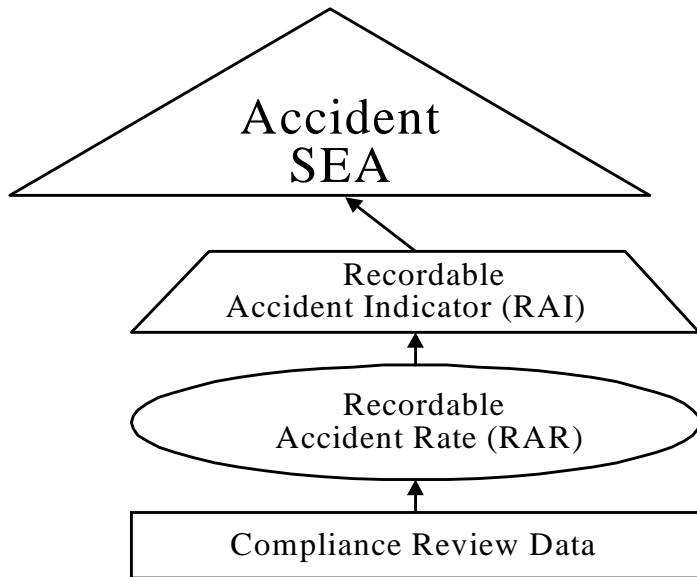 Accident
SEA
Recordable
Accident Indicator (RAI)
Recordable
Accident Rate (RAR)
Compliance Review Data